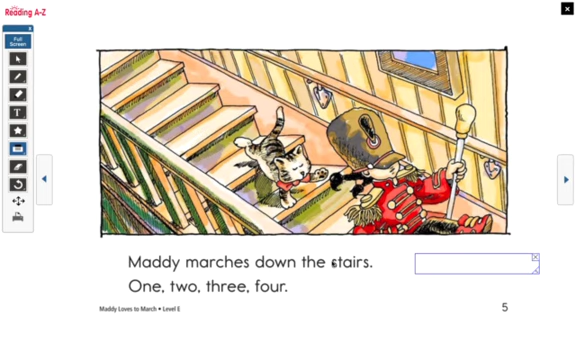 Reading A-Z
Full
Screen
T
Maddy marches down the stairs.
One, two, three, four.
Maddy Loves to March • Level E
5